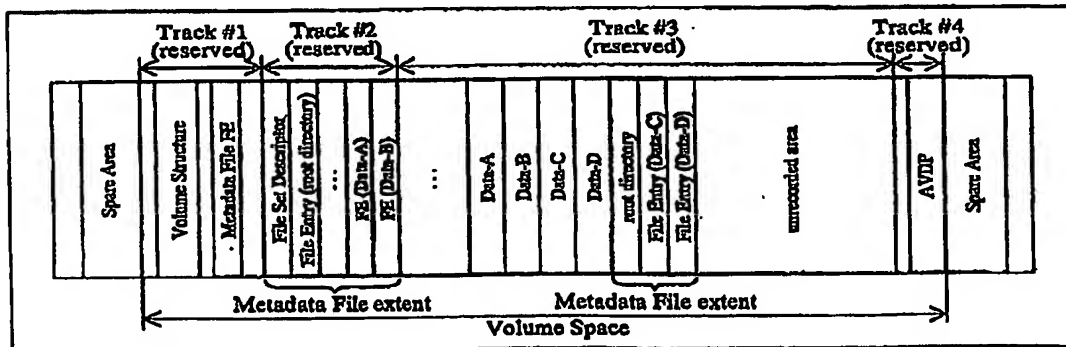 Track #1
(reserved)
Track #2
(reserved)
Track #3
(reserved)
Track #4
(reserved)
Spare Area
Volume Structure
Metadata File FE
File Set Descriptor
File Entry (root directory)
...
FE (Data-A)
FE (Data-B)
...
Data-A
Data-B
Data-C
Data-D
root directory
File Entry (Data-C)
File Entry (Data-D)
unrecorded area
AVDP
Spare Area
Metadata File extent
Metadata File extent
Volume Space